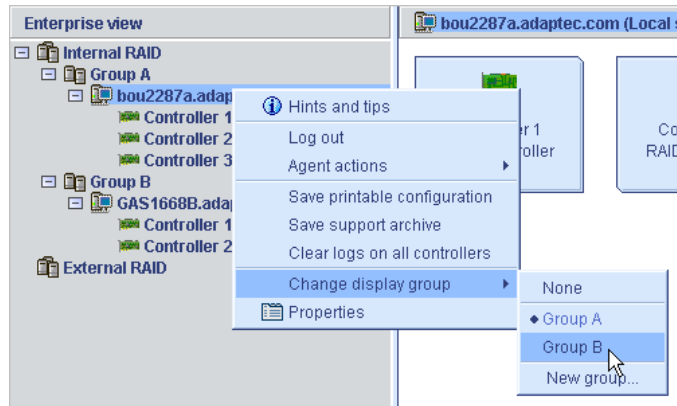 Enterprise view
bou2287a.adaptec.com (Local
Internal RAID
Group A
bou2287a.adap
Controller 1
Controller 2
Controller 3
Group B
GAS1668B.ada
Controller 1
Controller 2
External RAID
Hints and tips
Log out
Agent actions
Save printable configuration
Save support archive
Clear logs on all controllers
Change display group
Properties
None
Group A
Group B
New group...
r 1
roller
Co
RAID